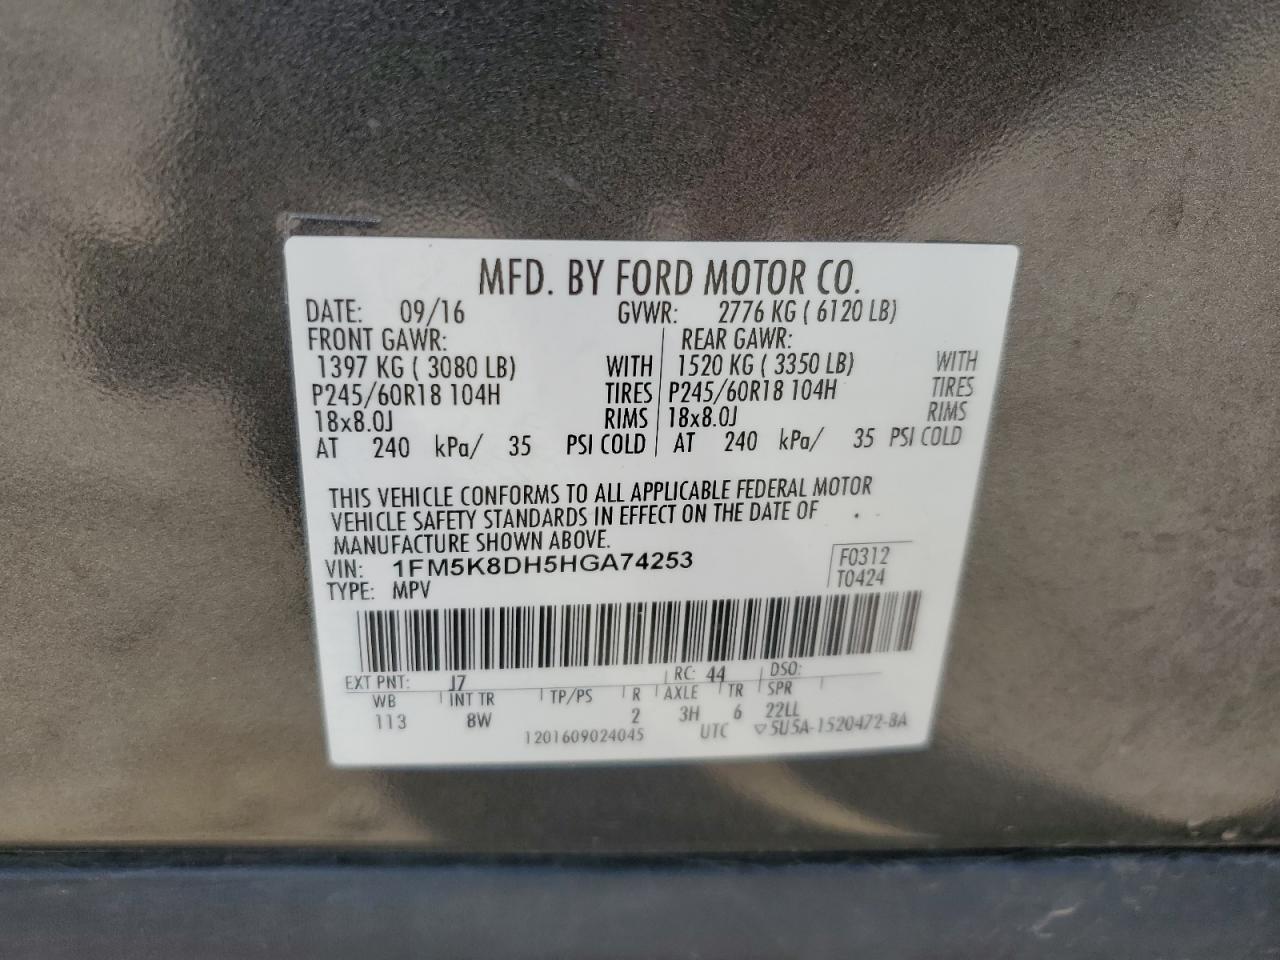 MFD. BY FORD MOTOR CO.
DATE: 09/16 GVWR: 2776 KG ( 6120 LB)
FRONT GAWR: REAR GAWR:
1397 KG ( 3080 LB) WITH 1520 KG ( 3350 LB) WITH
P245/60R18 104H TIRES P245/60R18 104H TIRES
18x8.0J RIMS 18x8.0J RIMS
AT 240 kPa/ 35 PSI COLD AT 240 kPa/ 35 PSI COLD
THIS VEHICLE CONFORMS TO ALL APPLICABLE FEDERAL MOTOR
VEHICLE SAFETY STANDARDS IN EFFECT ON THE DATE OF
MANUFACTURE SHOWN ABOVE.
VIN: 1FM5K8DH5HGA74253 F0312
TYPE: MPV T0424
EXT PNT: J7 RC: 44 DSO:
WB INT TR TP/PS R AXLE TR SPR
113 8W 2 3H 6 22LL
1201609024045 UTC ▽5U5A-1520472-BA